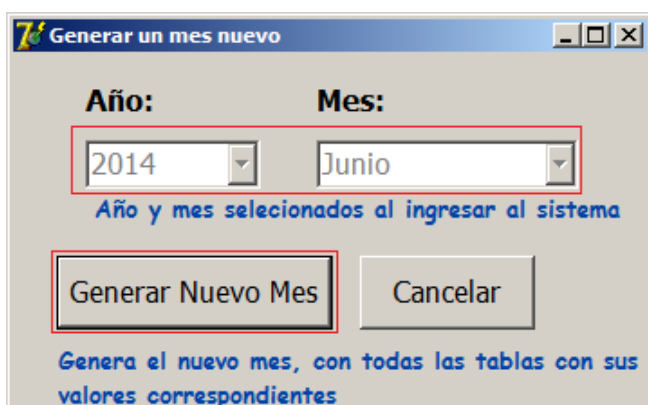 Generar un mes nuevo
Año: Mes:
2014 Junio
Año y mes selecionados al ingresar al sistema
Generar Nuevo Mes Cancelar
Genera el nuevo mes, con todas las tablas con sus
valores correspondientes